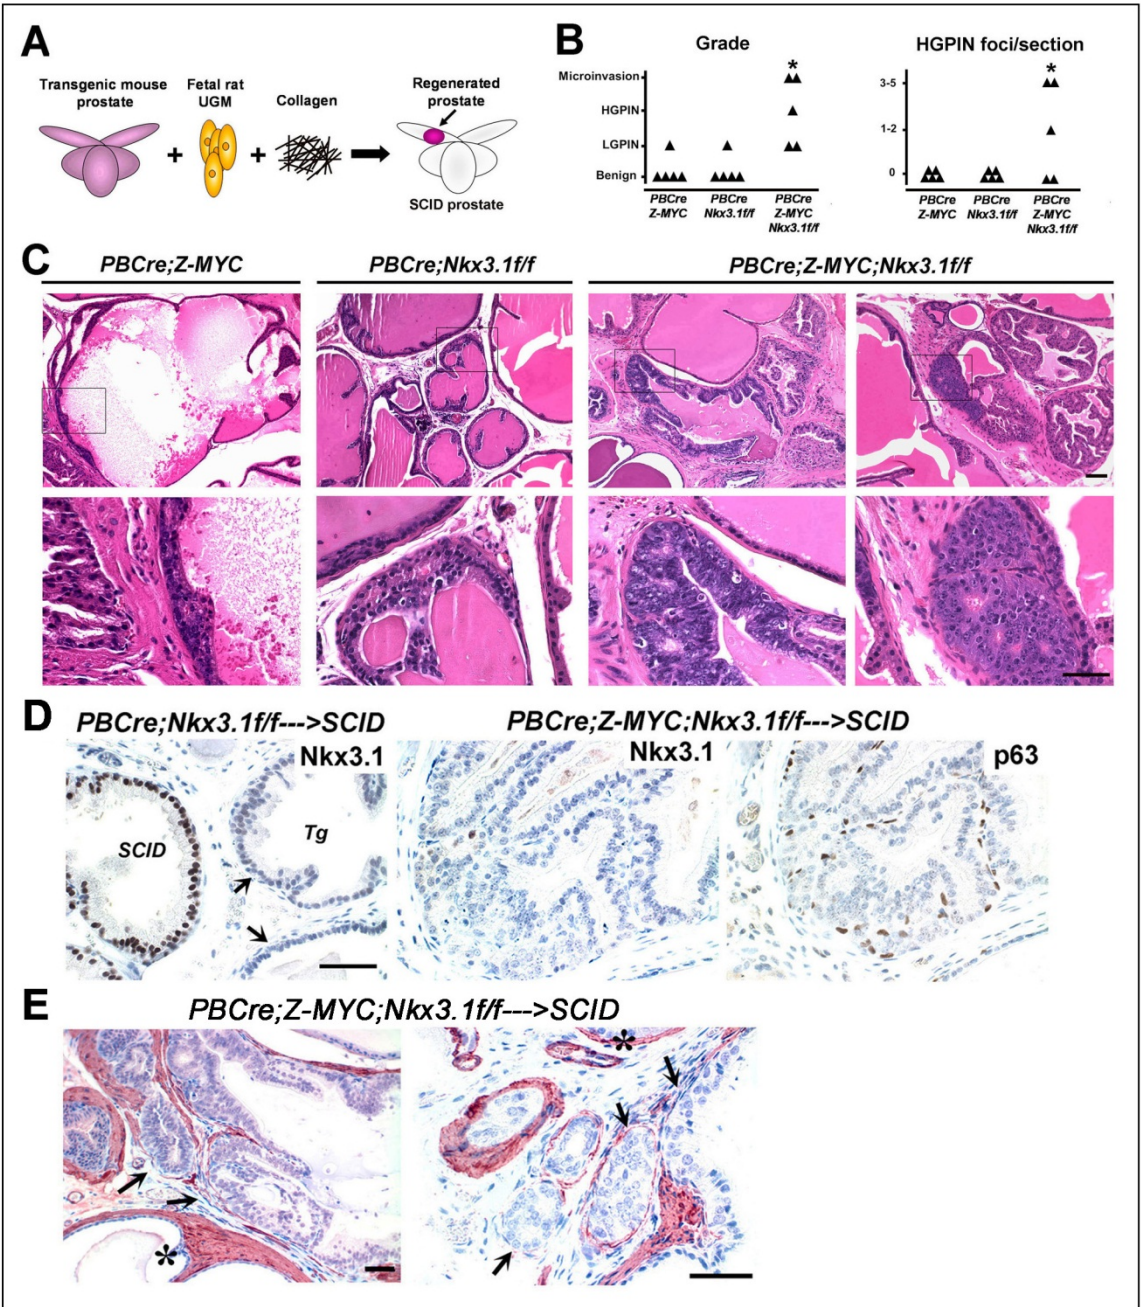 A
Transgenic mouse
prostate
+
Fetal rat
UGM
+
Collagen
Regenerated
prostate
SCID prostate
B
Grade
Microinvasion
HGPIN
LGPIN
Benign
*
PBCre
Z-MYC
PBCre
Nkx3.1f/f
PBCre
Z-MYC
Nkx3.1f/f
HGPIN foci/section
3-5
1-2
0
*
PBCre
Z-MYC
PBCre
Nkx3.1f/f
PBCre
Z-MYC
Nkx3.1f/f
C
PBCre;Z-MYC
PBCre;Nkx3.1f/f
PBCre;Z-MYC;Nkx3.1f/f
D
PBCre;Nkx3.1f/f--->SCID
PBCre;Z-MYC;Nkx3.1f/f--->SCID
Nkx3.1
SCID
Tg
Nkx3.1
p63
E
PBCre;Z-MYC;Nkx3.1f/f--->SCID
*
*